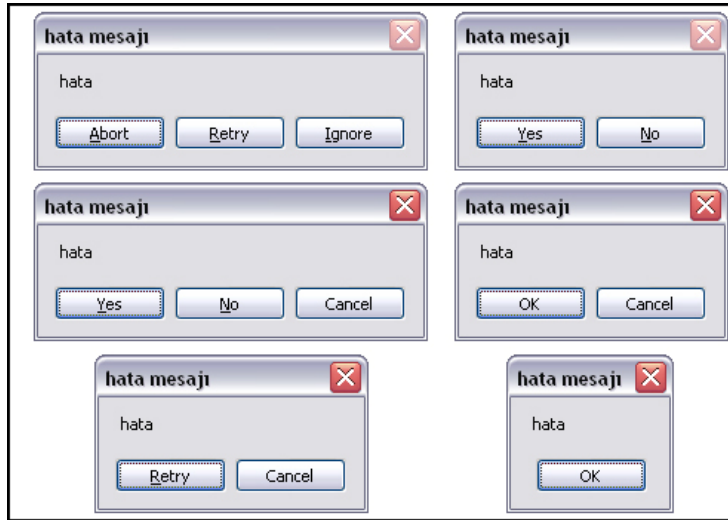 hata mesajı
hata
Abort Retry Ignore
hata mesajı
hata
Yes No
hata mesajı
hata
Yes No Cancel
hata mesajı
hata
OK Cancel
hata mesajı
hata
Retry Cancel
hata mesajı
hata
OK